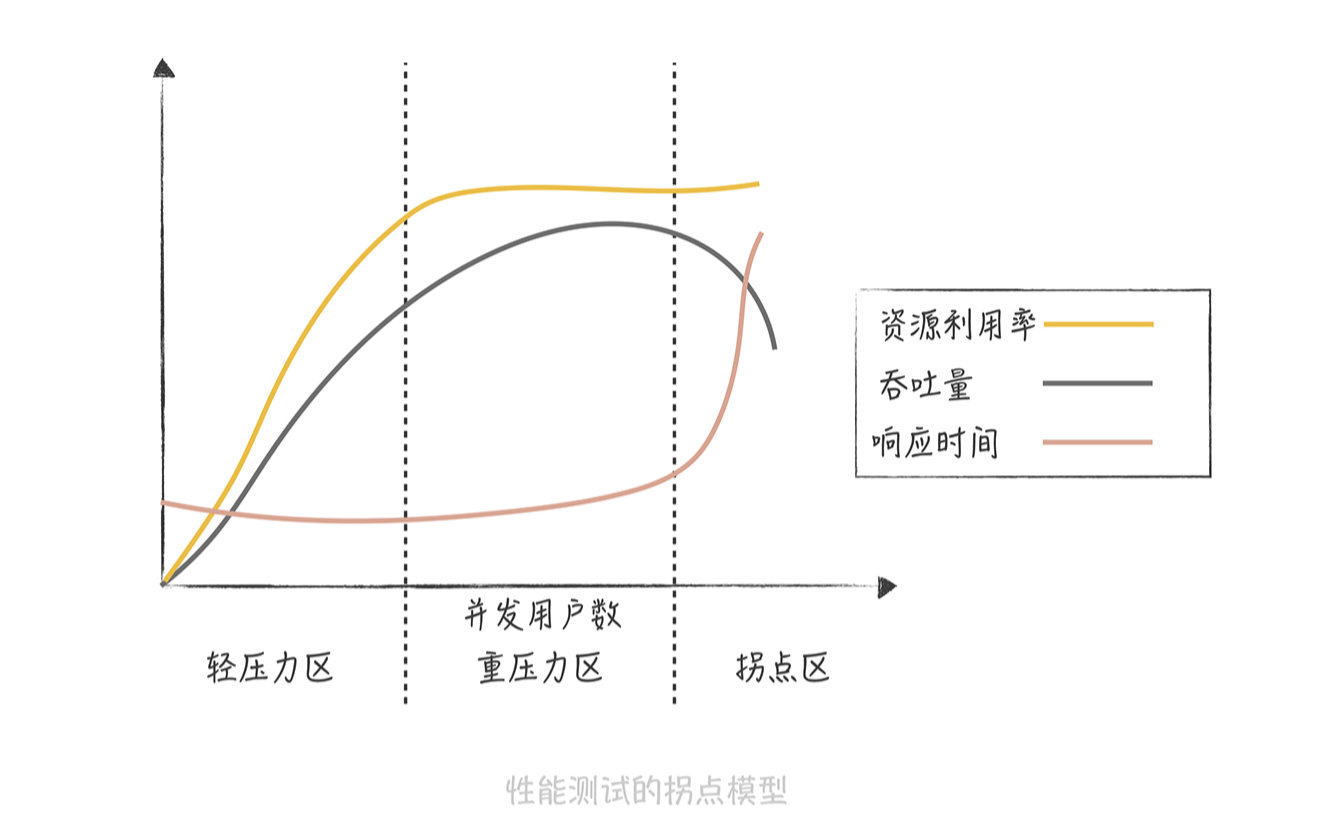 资源利用率
吞吐量
响应时间
并发用户数
轻压力区
重压力区
拐点区
性能测试的拐点模型